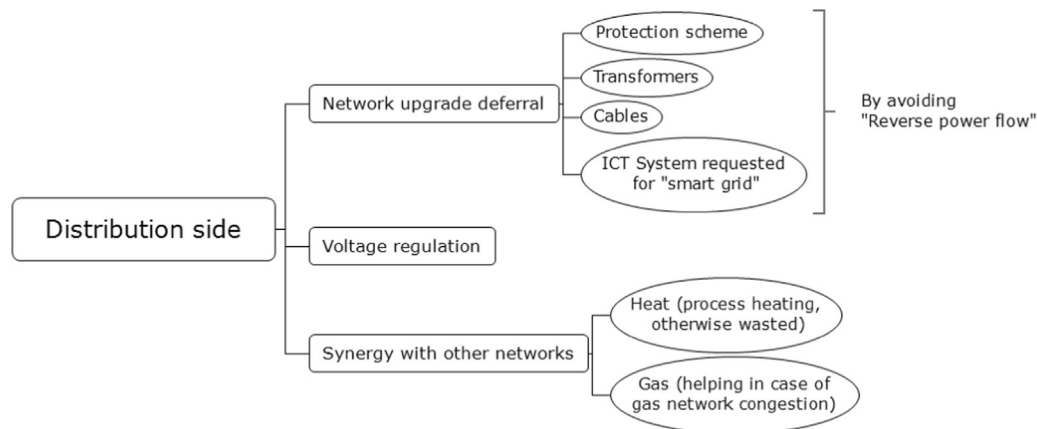 Protection scheme
Transformers
Network upgrade deferral
Cables
By avoiding
"Reverse power flow"
ICT System requested
for "smart grid"
Distribution side
Voltage regulation
Heat (process heating,
otherwise wasted)
Synergy with other networks
Gas (helping in case of
gas network congestion)